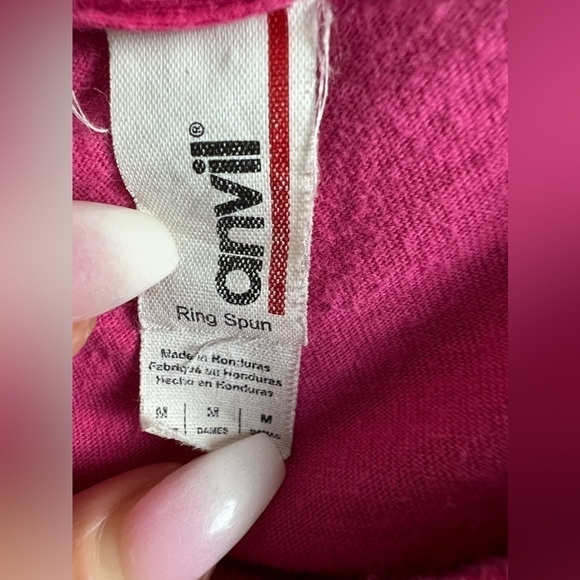 anvil®
Ring Spun
Made in Honduras
Fabriqué au Honduras
Hecho en Honduras
M M M
DAMES